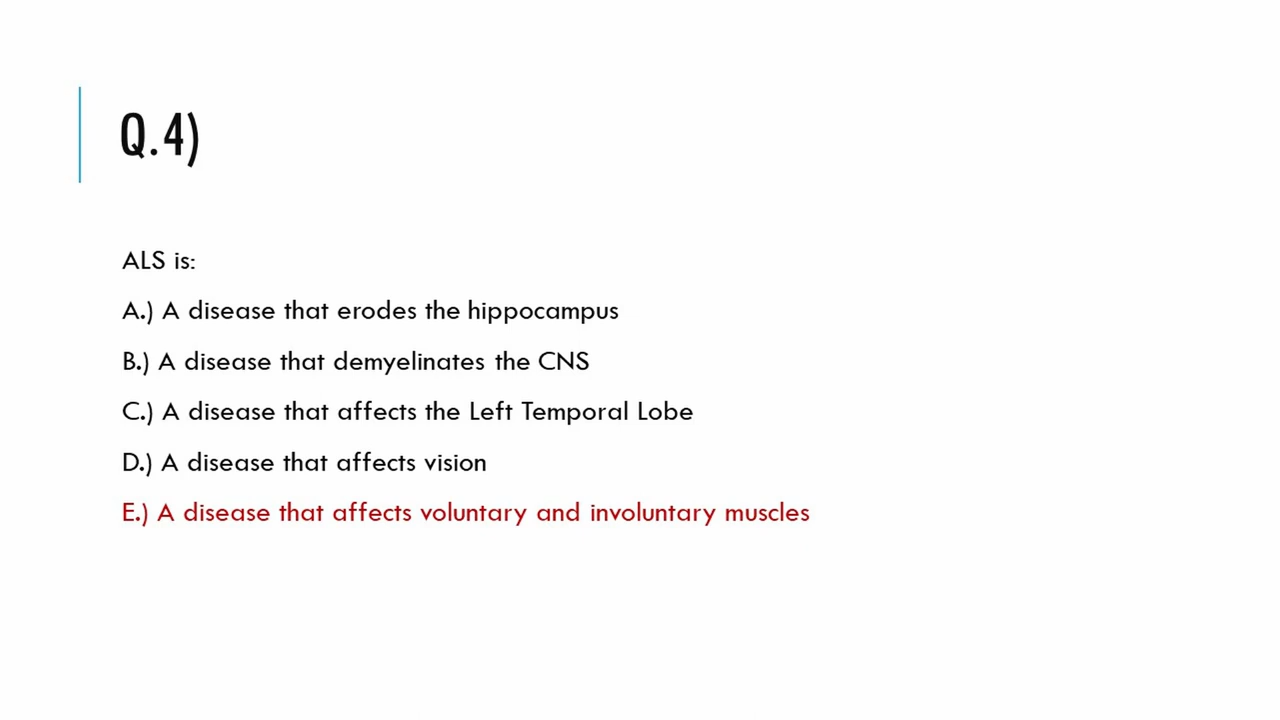 Q.4)
ALS is:
A.) A disease that erodes the hippocampus
B.) A disease that demyelinates the CNS
C.) A disease that affects the Left Temporal Lobe
D.) A disease that affects vision
E.) A disease that affects voluntary and involuntary muscles